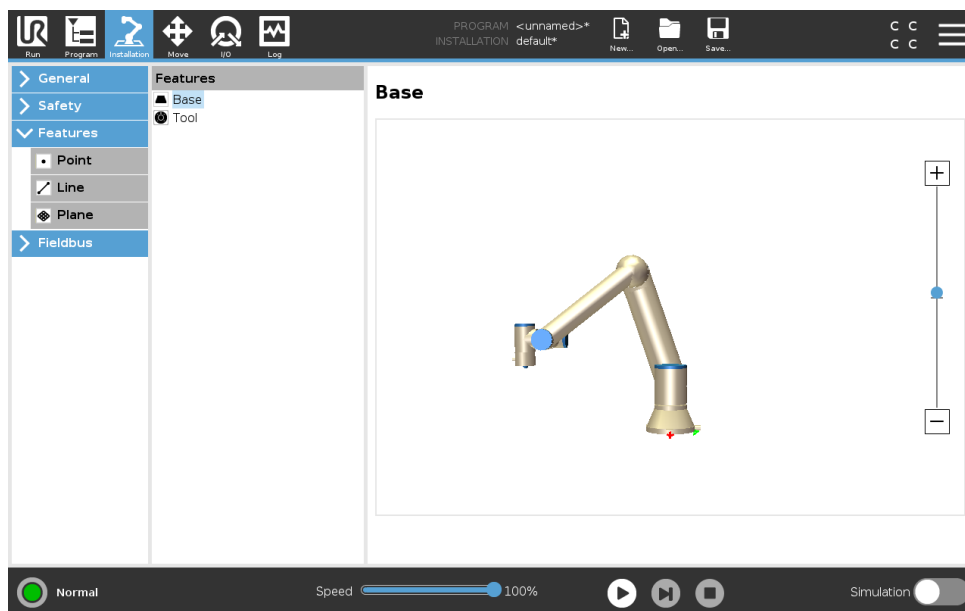 UR
Run
Program
Installation
Move
I/O
Log
PROGRAM <unnamed>*
INSTALLATION default*
New...
Open...
Save...
C C
C C
General
Safety
Features
Point
Line
Plane
Fieldbus
Features
Base
Tool
Base
+
−
Normal
Speed
100%
Simulation